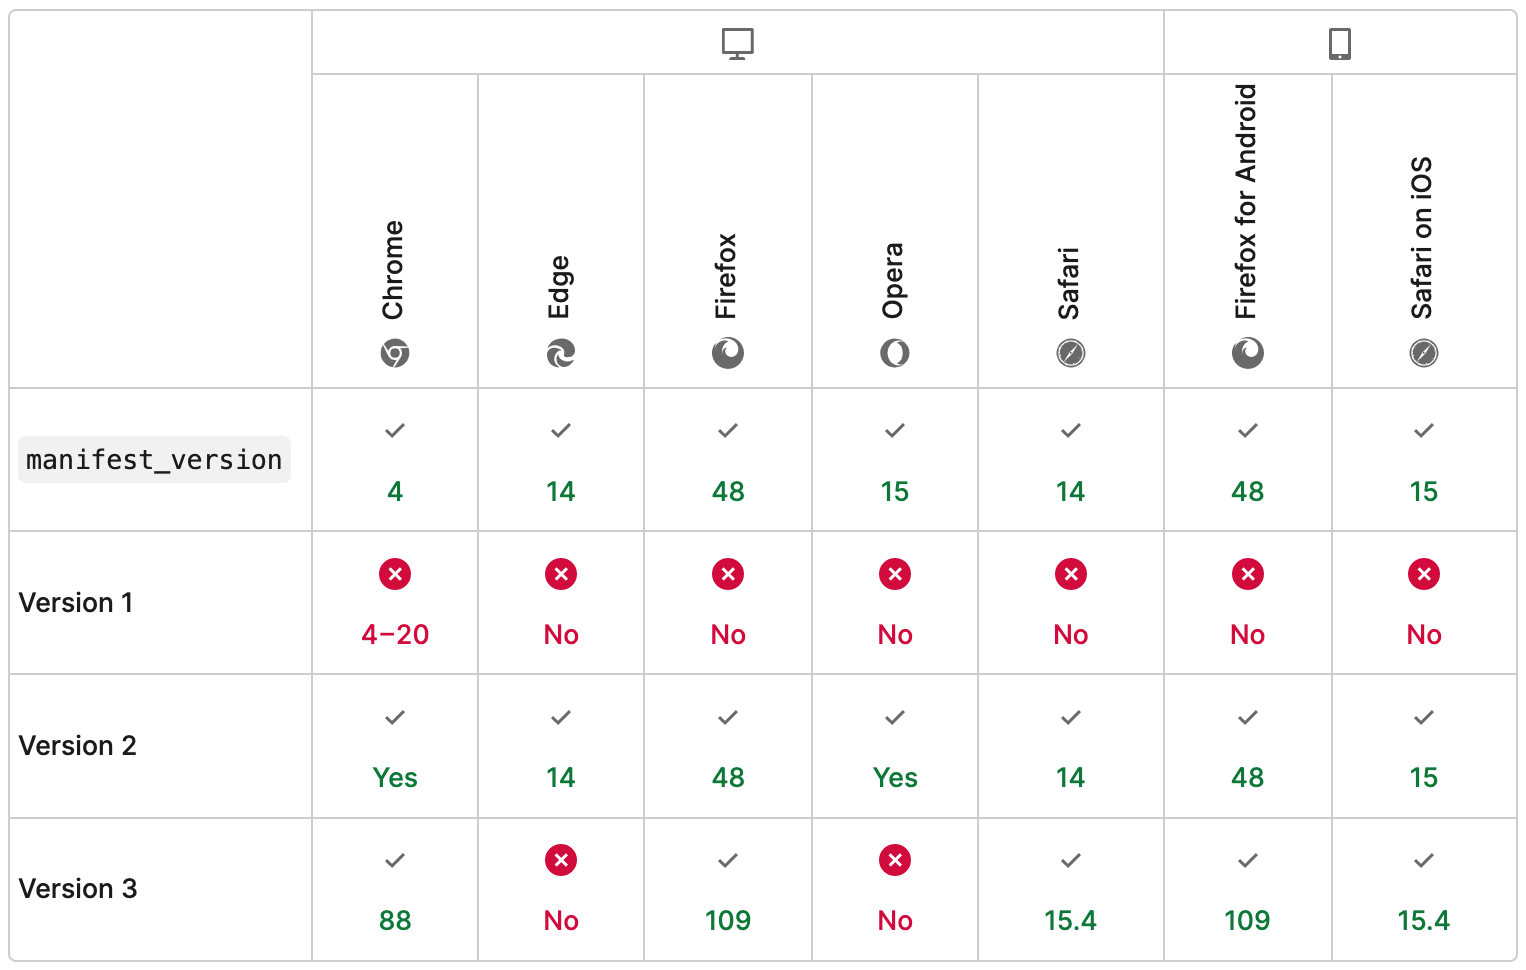 Chrome
Edge
Firefox
Opera
Safari
Firefox for Android
Safari on iOS
manifest_version
4
14
48
15
14
48
15
Version 1
4–20
No
No
No
No
No
No
Version 2
Yes
14
48
Yes
14
48
15
Version 3
88
No
109
No
15.4
109
15.4